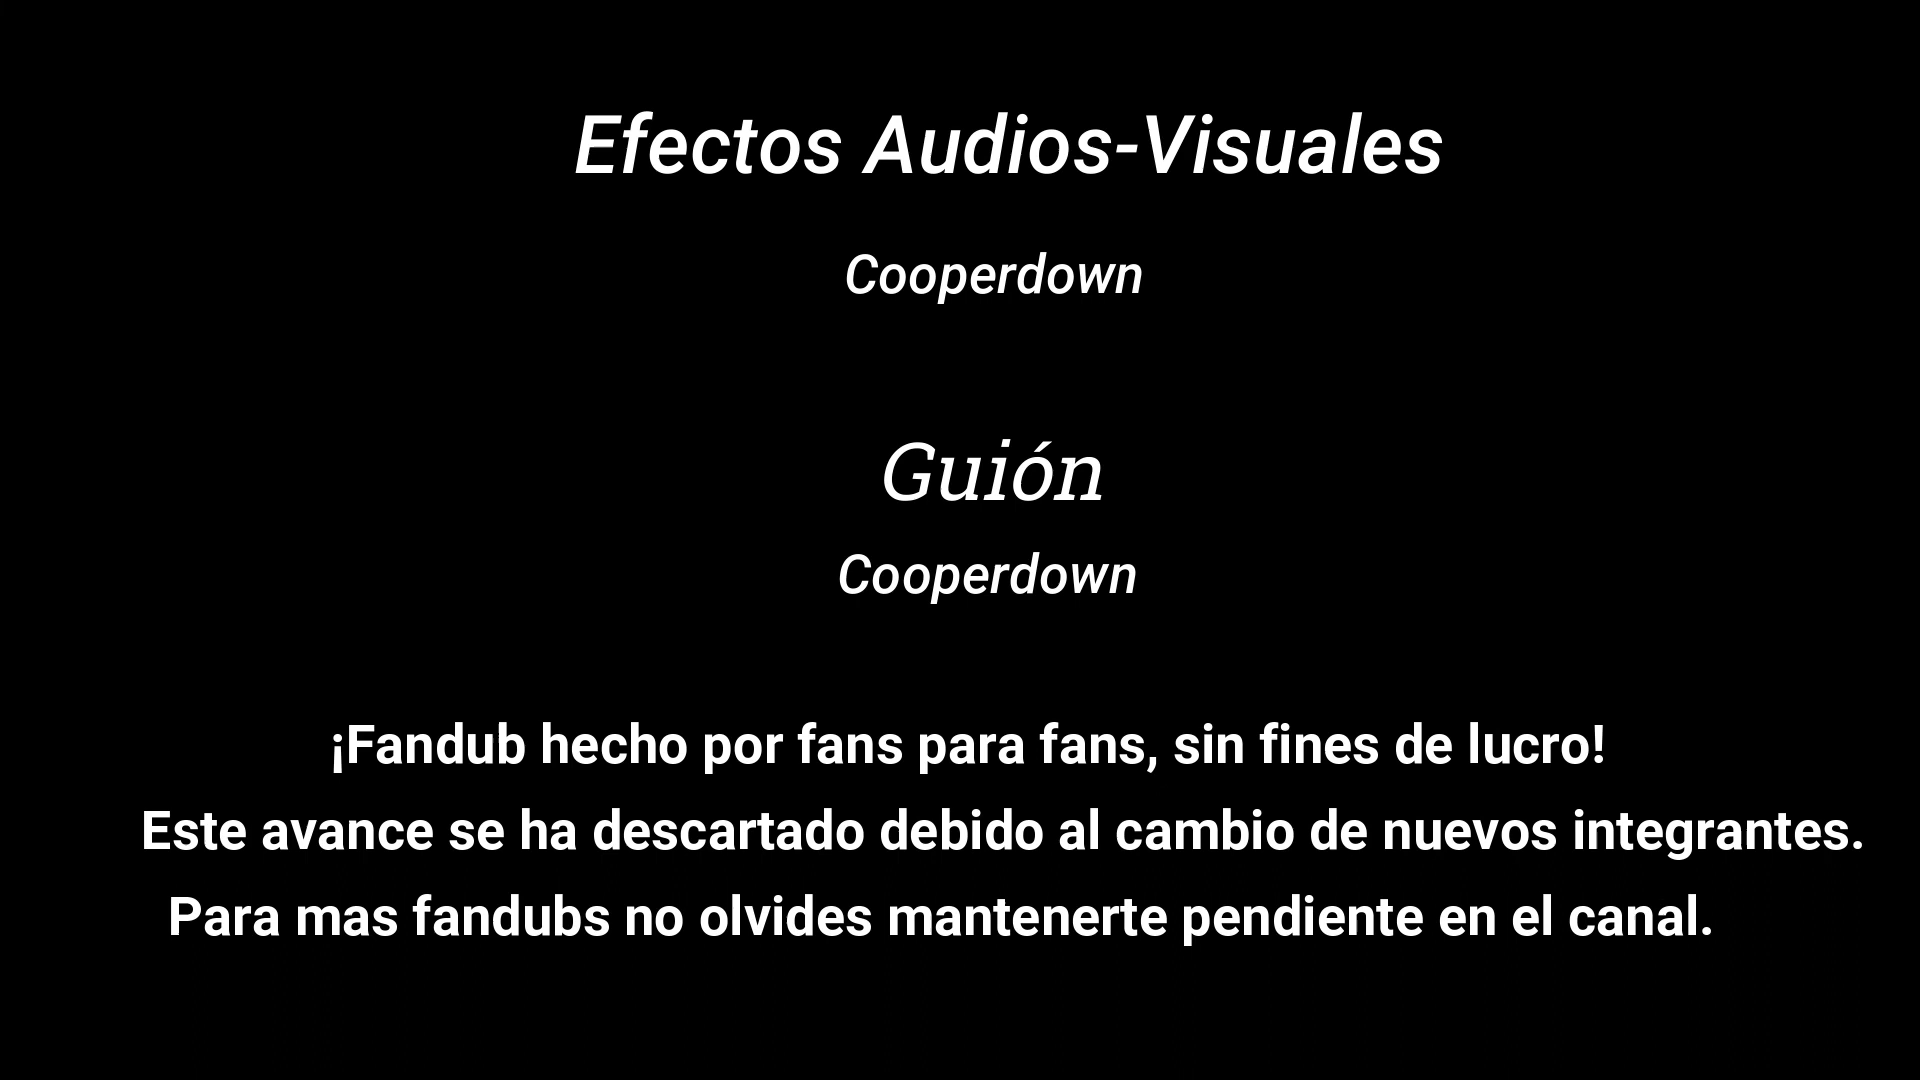 Efectos Audios-Visuales
Cooperdown
Guión
Cooperdown
¡Fandub hecho por fans para fans, sin fines de lucro!
Este avance se ha descartado debido al cambio de nuevos integrantes.
Para mas fandubs no olvides mantenerte pendiente en el canal.